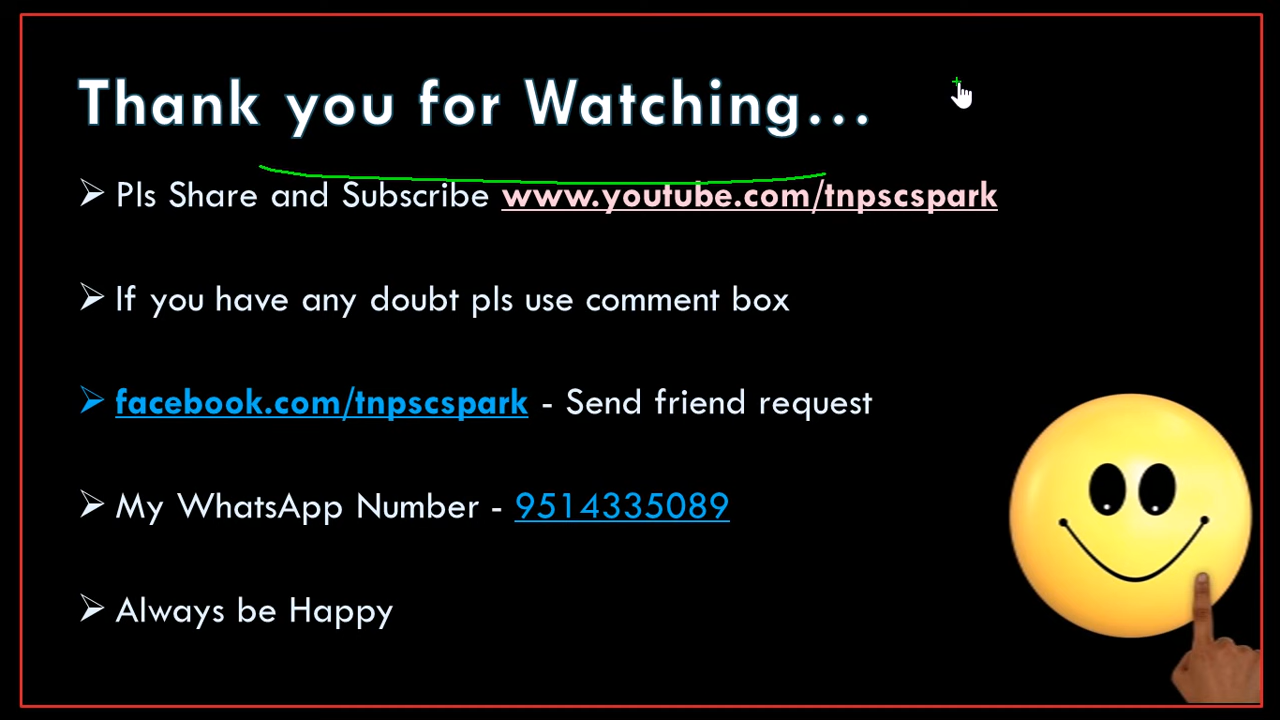 Thank you for Watching...
Pls Share and Subscribe www.youtube.com/tnpscspark
If you have any doubt pls use comment box
facebook.com/tnpscspark - Send friend request
My WhatsApp Number - 9514335089
Always be Happy